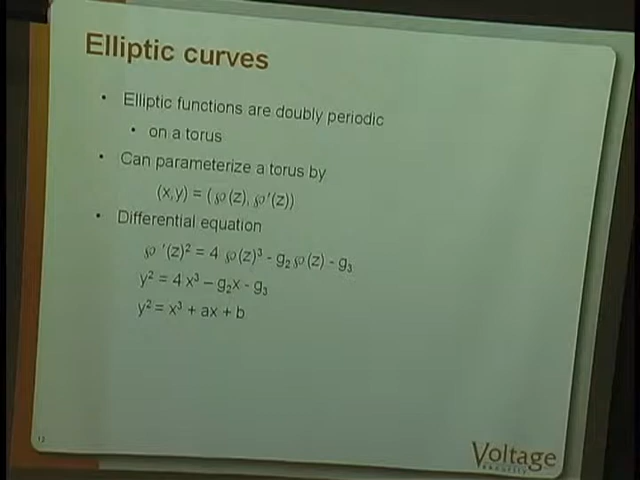 Elliptic curves
• Elliptic functions are doubly periodic
• on a torus
• Can parameterize a torus by
(x,y) = (℘(z), ℘′(z))
• Differential equation
℘ ′(z)² = 4 ℘(z)³ - g₂℘(z) - g₃
y² = 4 x³ – g₂x - g₃
y² = x³ + ax + b
Voltage
SECURITY